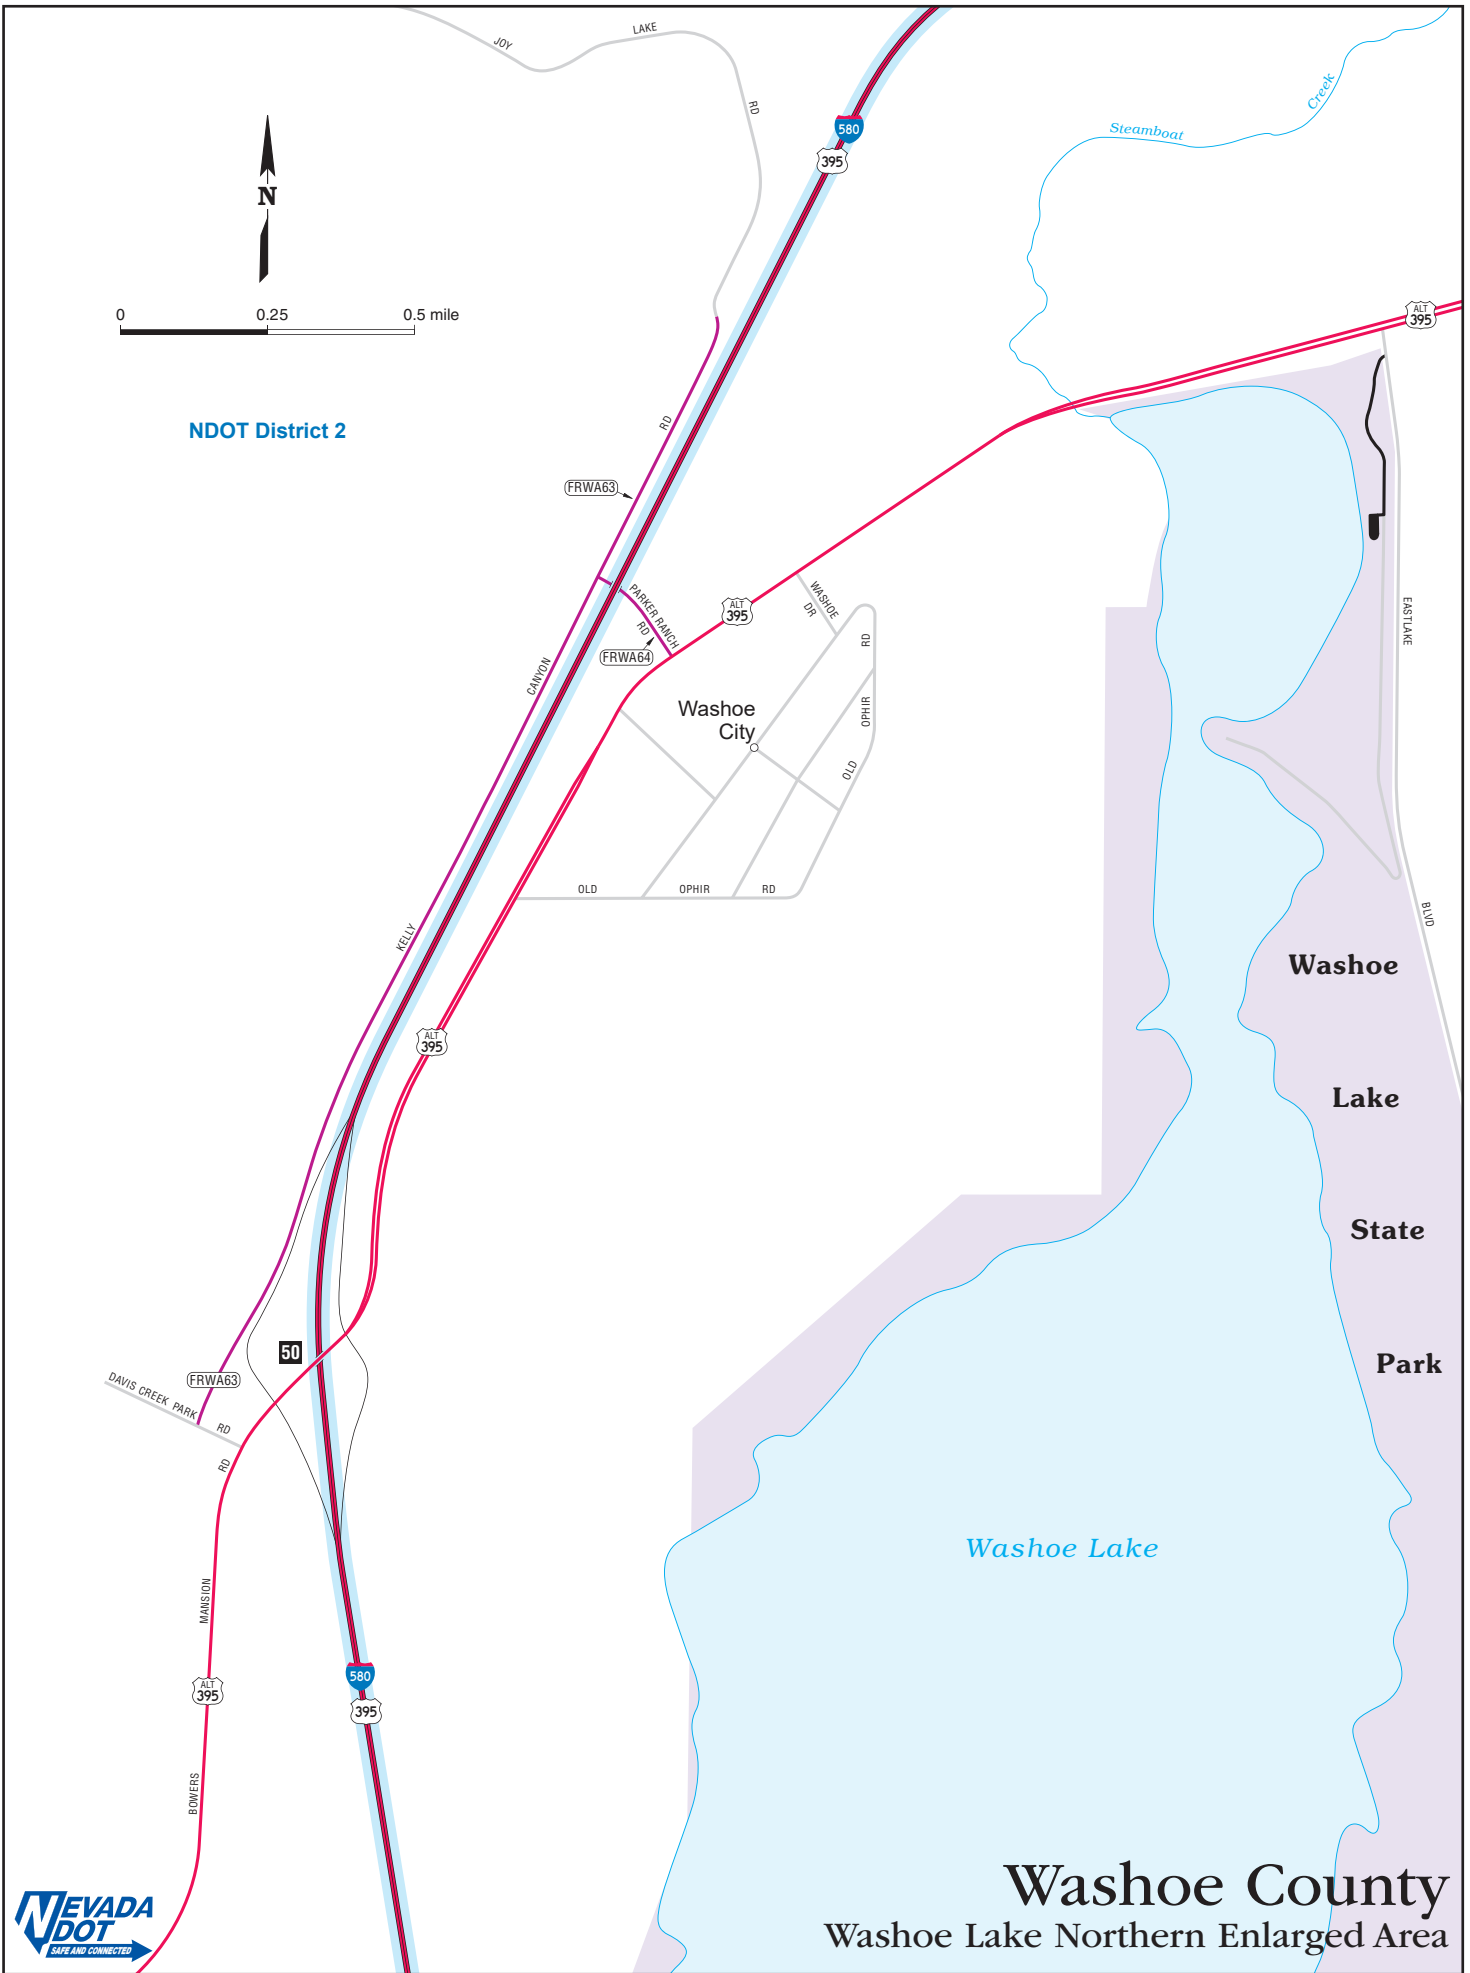 JOY
LAKE
RD
580
395
Steamboat
Creek
N
0 0.25 0.5 mile
NDOT District 2
ALT
395
RD
FRWA63
PARKER RANCH
RD
FRWA64
ALT
395
WASHOE
DR
RD
OPHIR
OLD
EASTLAKE
CANYON
Washoe
City
OLD OPHIR RD
KELLY
BLVD
Washoe
ALT
395
Lake
State
50
Park
FRWA63
DAVIS CREEK PARK
RD
RD
Washoe Lake
MANSION
580
395
ALT
395
BOWERS
Washoe County
Washoe Lake Northern Enlarged Area
NEVADA
DOT
SAFE AND CONNECTED